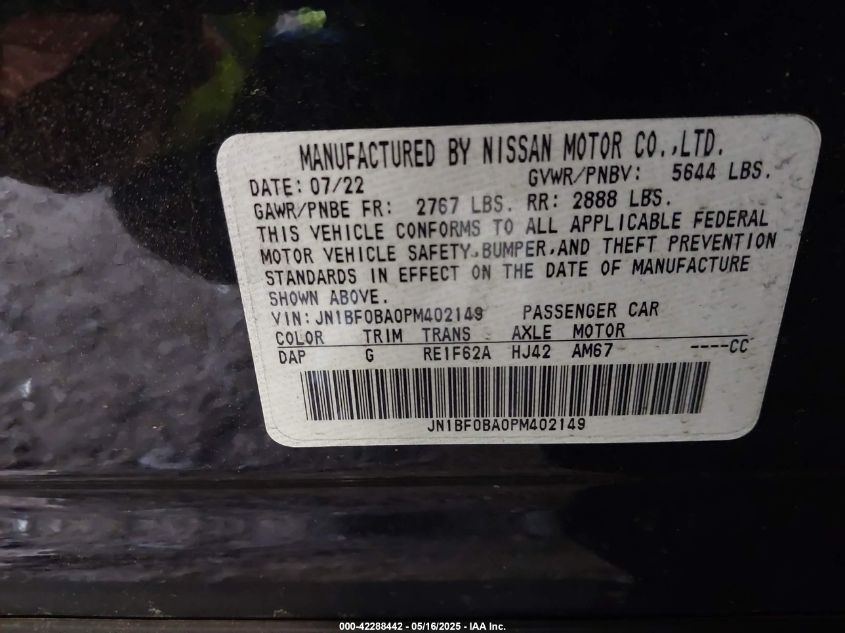 MANUFACTURED BY NISSAN MOTOR CO.,LTD.
DATE: 07/22 GVWR/PNBV: 5644 LBS.
GAWR/PNBE FR: 2767 LBS. RR: 2888 LBS.
THIS VEHICLE CONFORMS TO ALL APPLICABLE FEDERAL
MOTOR VEHICLE SAFETY,BUMPER,AND THEFT PREVENTION
STANDARDS IN EFFECT ON THE DATE OF MANUFACTURE
SHOWN ABOVE.
VIN: JN1BF0BA0PM402149 PASSENGER CAR
COLOR TRIM TRANS AXLE MOTOR
DAP G RE1F62A HJ42 AM67 ----CC
JN1BF0BA0PM402149
000-42288442 - 05/16/2025 - IAA Inc.